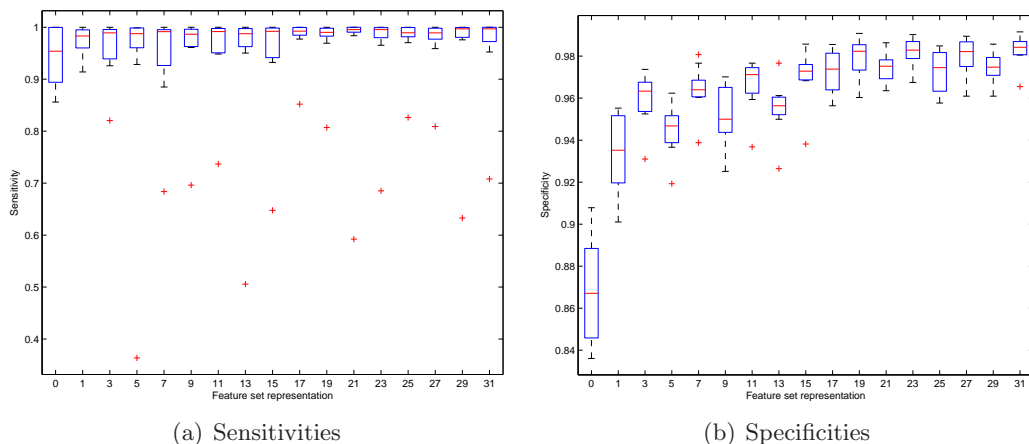 1
0.9
0.8
0.7
0.6
0.5
0.4
Sensitivity
0 1 3 5 7 9 11 13 15 17 19 21 23 25 27 29 31
Feature set representation
(a) Sensitivities
0.98
0.96
0.94
0.92
0.9
0.88
0.86
0.84
Specificity
0 1 3 5 7 9 11 13 15 17 19 21 23 25 27 29 31
Feature set representation
(b) Specificities